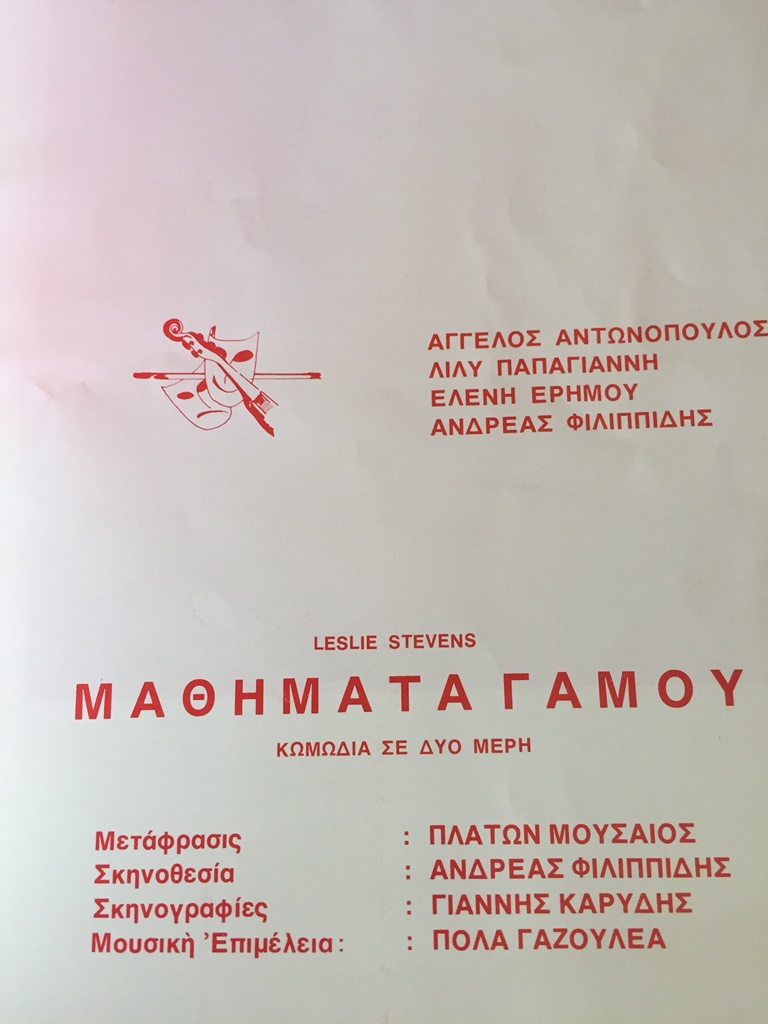 ΑΓΓΕΛΟΣ ΑΝΤΩΝΟΠΟΥΛΟΣ
ΛΙΛΥ ΠΑΠΑΓΙΑΝΝΗ
ΕΛΕΝΗ ΕΡΗΜΟΥ
ΑΝΔΡΕΑΣ ΦΙΛΙΠΠΙΔΗΣ
LESLIE STEVENS
ΜΑΘΗΜΑΤΑ ΓΑΜΟΥ
ΚΩΜΩΔΙΑ ΣΕ ΔΥΟ ΜΕΡΗ
Μετάφρασις : ΠΛΑΤΩΝ ΜΟΥΣΑΙΟΣ
Σκηνοθεσία : ΑΝΔΡΕΑΣ ΦΙΛΙΠΠΙΔΗΣ
Σκηνογραφίες : ΓΙΑΝΝΗΣ ΚΑΡΥΔΗΣ
Μουσικὴ Ἐπιμέλεια: : ΠΟΛΑ ΓΑΖΟΥΛΕΑ